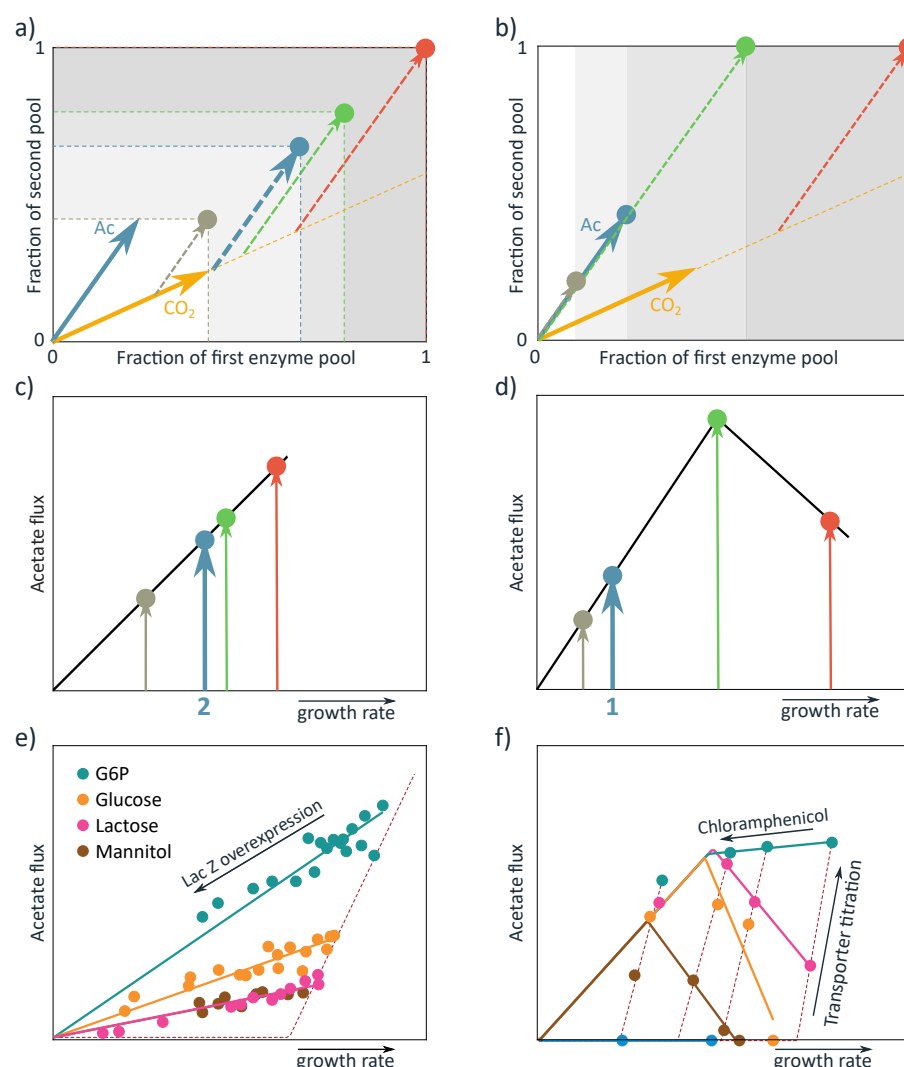 a)
1
Fraction of second pool
Ac
CO₂
0
0
Fraction of first enzyme pool
1
b)
1
Fraction of second pool
Ac
CO₂
0
0
Fraction of first enzyme pool
c)
Acetate flux
2
growth rate
d)
Acetate flux
1
growth rate
e)
G6P
Glucose
Lactose
Mannitol
Lac Z overexpression
Acetate flux
growth rate
f)
Chloramphenicol
Transporter titration
Acetate flux
growth rate